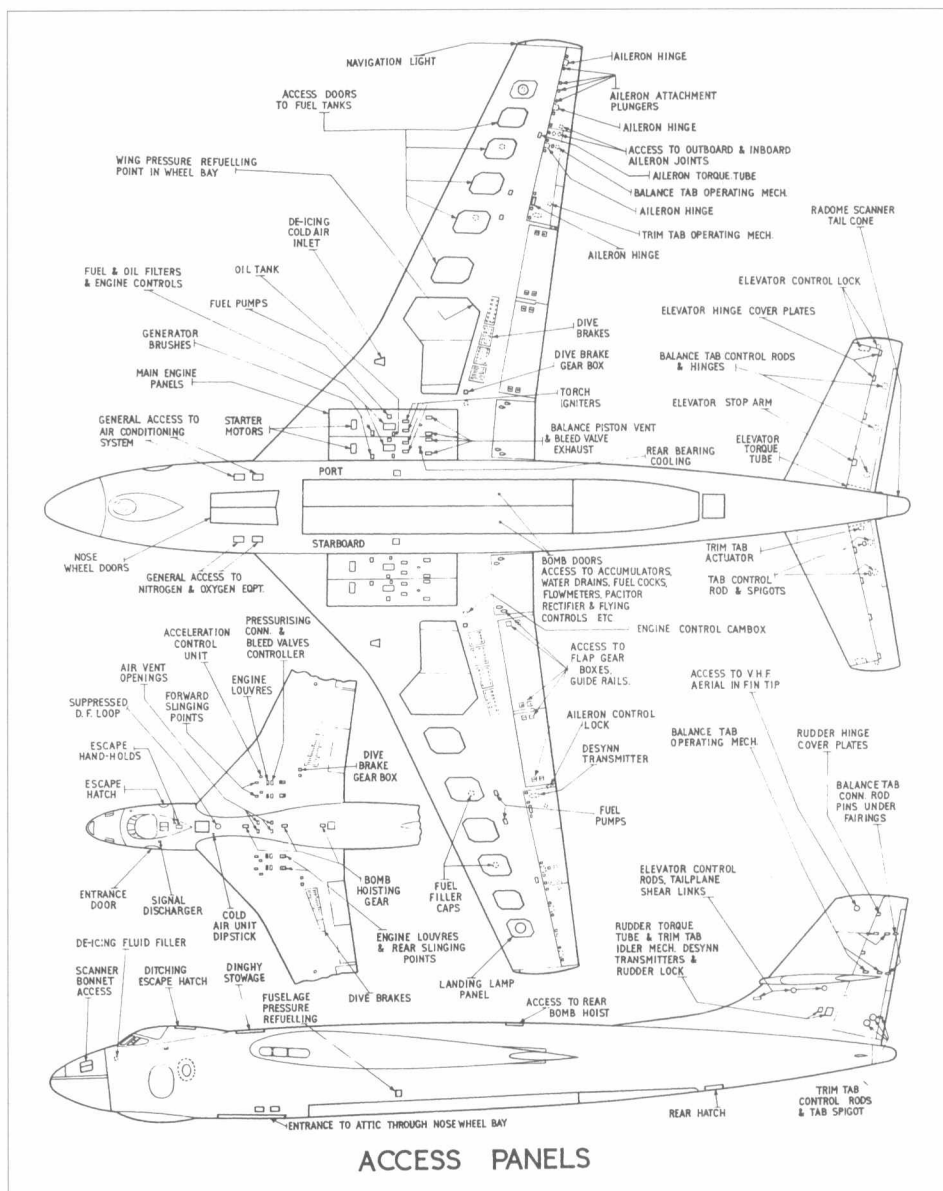 NAVIGATION LIGHT
AILERON HINGE
ACCESS DOORS
TO FUEL TANKS
AILERON ATTACHMENT
PLUNGERS
AILERON HINGE
ACCESS TO OUTBOARD & INBOARD
AILERON JOINTS
AILERON TORQUE TUBE
BALANCE TAB OPERATING MECH.
AILERON HINGE
TRIM TAB OPERATING MECH.
AILERON HINGE
WING PRESSURE REFUELLING
POINT IN WHEEL BAY
DE-ICING
COLD AIR
INLET
OIL TANK
FUEL & OIL FILTERS
& ENGINE CONTROLS
FUEL PUMPS
GENERATOR
BRUSHES
MAIN ENGINE
PANELS
GENERAL ACCESS TO
AIR CONDITIONING
SYSTEM
STARTER
MOTORS
DIVE
BRAKES
DIVE BRAKE
GEAR BOX
TORCH
IGNITERS
BALANCE PISTON VENT
& BLEED VALVE
EXHAUST
REAR BEARING
COOLING
RADOME SCANNER
TAIL CONE
ELEVATOR CONTROL LOCK
ELEVATOR HINGE COVER PLATES
BALANCE TAB CONTROL RODS
& HINGES
ELEVATOR STOP ARM
ELEVATOR
TORQUE
TUBE
PORT
STARBOARD
NOSE
WHEEL DOORS
GENERAL ACCESS TO
NITROGEN & OXYGEN EQPT.
BOMB DOORS
ACCESS TO ACCUMULATORS,
WATER DRAINS, FUEL COCKS,
FLOWMETERS, PACITOR
RECTIFIER & FLYING
CONTROLS ETC
TRIM TAB
ACTUATOR
TAB CONTROL
ROD & SPIGOTS
ENGINE CONTROL CAMBOX
ACCESS TO
FLAP GEAR
BOXES,
GUIDE RAILS.
AILERON CONTROL
LOCK
DESYNN
TRANSMITTER
FUEL
PUMPS
FUEL
FILLER
CAPS
LANDING LAMP
PANEL
PRESSURISING
CONN. &
BLEED VALVES
CONTROLLER
ACCELERATION
CONTROL
UNIT
ENGINE
LOUVRES
AIR VENT
OPENINGS
FORWARD
SLINGING
POINTS
SUPPRESSED
D.F. LOOP
ESCAPE
HAND-HOLDS
ESCAPE
HATCH
DIVE
BRAKE
GEAR BOX
ENTRANCE
DOOR
SIGNAL
DISCHARGER
COLD
AIR UNIT
DIPSTICK
BOMB
HOISTING
GEAR
ENGINE LOUVRES
& REAR SLINGING
POINTS
DIVE BRAKES
ACCESS TO V.H.F
AERIAL IN FIN TIP
BALANCE TAB
OPERATING MECH.
RUDDER HINGE
COVER PLATES
BALANCE TAB
CONN. ROD
PINS UNDER
FAIRINGS
ELEVATOR CONTROL
RODS, TAILPLANE
SHEAR LINKS
RUDDER TORQUE
TUBE & TRIM TAB
IDLER MECH. DESYNN
TRANSMITTERS &
RUDDER LOCK
DE-ICING FLUID FILLER
SCANNER
BONNET
ACCESS
DITCHING
ESCAPE HATCH
DINGHY
STOWAGE
FUSELAGE
PRESSURE
REFUELLING
ACCESS TO REAR
BOMB HOIST
ENTRANCE TO ATTIC THROUGH NOSE WHEEL BAY
REAR HATCH
TRIM TAB
CONTROL RODS
& TAB SPIGOT
ACCESS PANELS